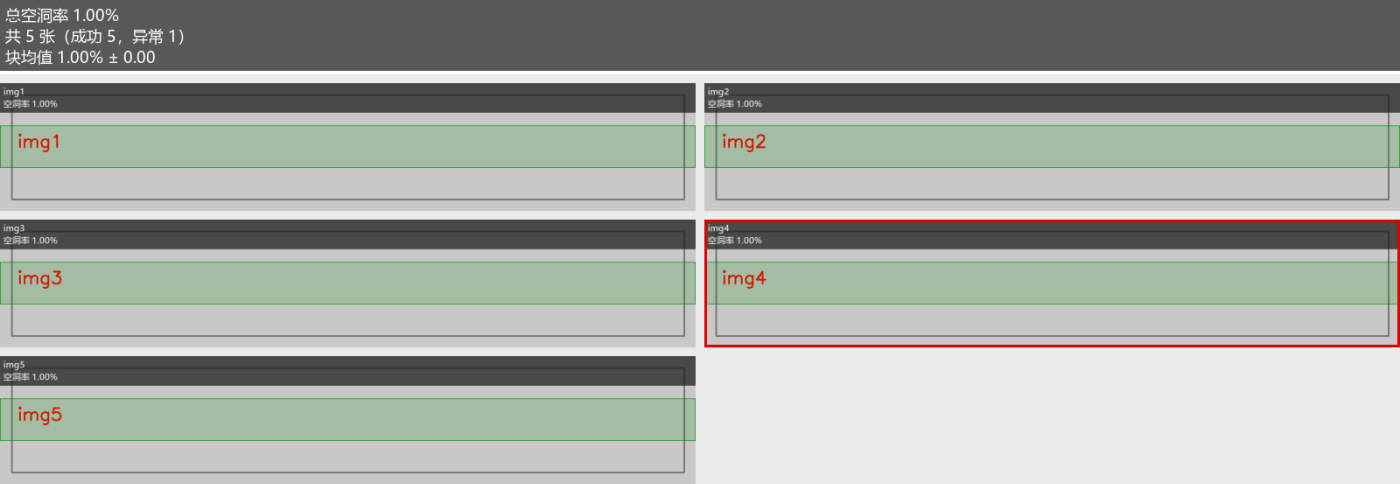 总空洞率 1.00%
共 5 张（成功 5，异常 1）
块均值 1.00% ± 0.00
img1
空洞率 1.00%
img1
img2
空洞率 1.00%
img2
img3
空洞率 1.00%
img3
img4
空洞率 1.00%
img4
img5
空洞率 1.00%
img5